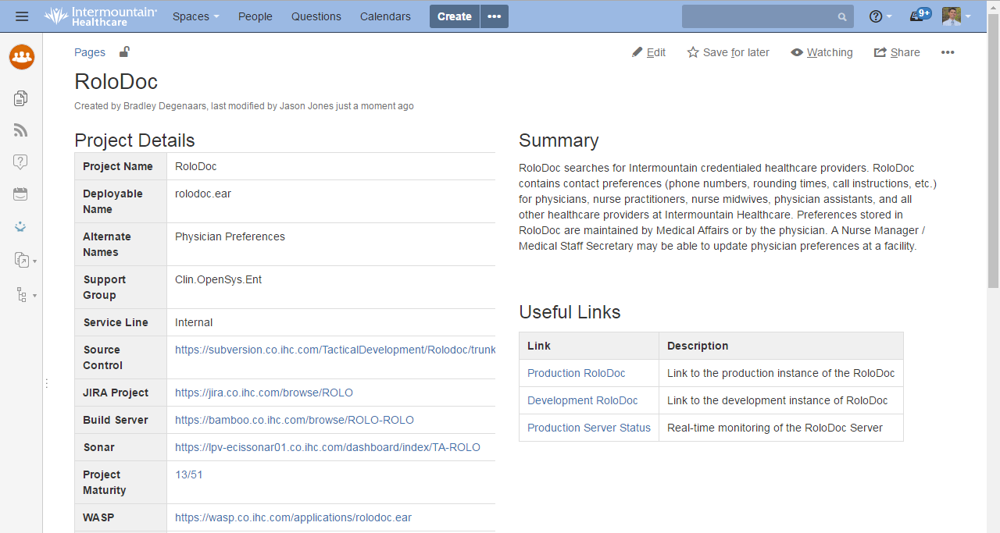 Intermountain Healthcare Spaces People Questions Calendars Create ••• 9+
Pages Edit Save for later Watching Share •••
RoloDoc
Created by Bradley Degenaars, last modified by Jason Jones just a moment ago
Project Details
Project Name RoloDoc
Deployable Name rolodoc.ear
Alternate Names Physician Preferences
Support Group Clin.OpenSys.Ent
Service Line Internal
Source Control https://subversion.co.ihc.com/TacticalDevelopment/Rolodoc/trunk
JIRA Project https://jira.co.ihc.com/browse/ROLO
Build Server https://bamboo.co.ihc.com/browse/ROLO-ROLO
Sonar https://lpv-ecissonar01.co.ihc.com/dashboard/index/TA-ROLO
Project Maturity 13/51
WASP https://wasp.co.ihc.com/applications/rolodoc.ear
Summary
RoloDoc searches for Intermountain credentialed healthcare providers. RoloDoc
contains contact preferences (phone numbers, rounding times, call instructions, etc.)
for physicians, nurse practitioners, nurse midwives, physician assistants, and all
other healthcare providers at Intermountain Healthcare. Preferences stored in
RoloDoc are maintained by Medical Affairs or by the physician. A Nurse Manager /
Medical Staff Secretary may be able to update physician preferences at a facility.
Useful Links
Link Description
Production RoloDoc Link to the production instance of the RoloDoc
Development RoloDoc Link to the development instance of RoloDoc
Production Server Status Real-time monitoring of the RoloDoc Server